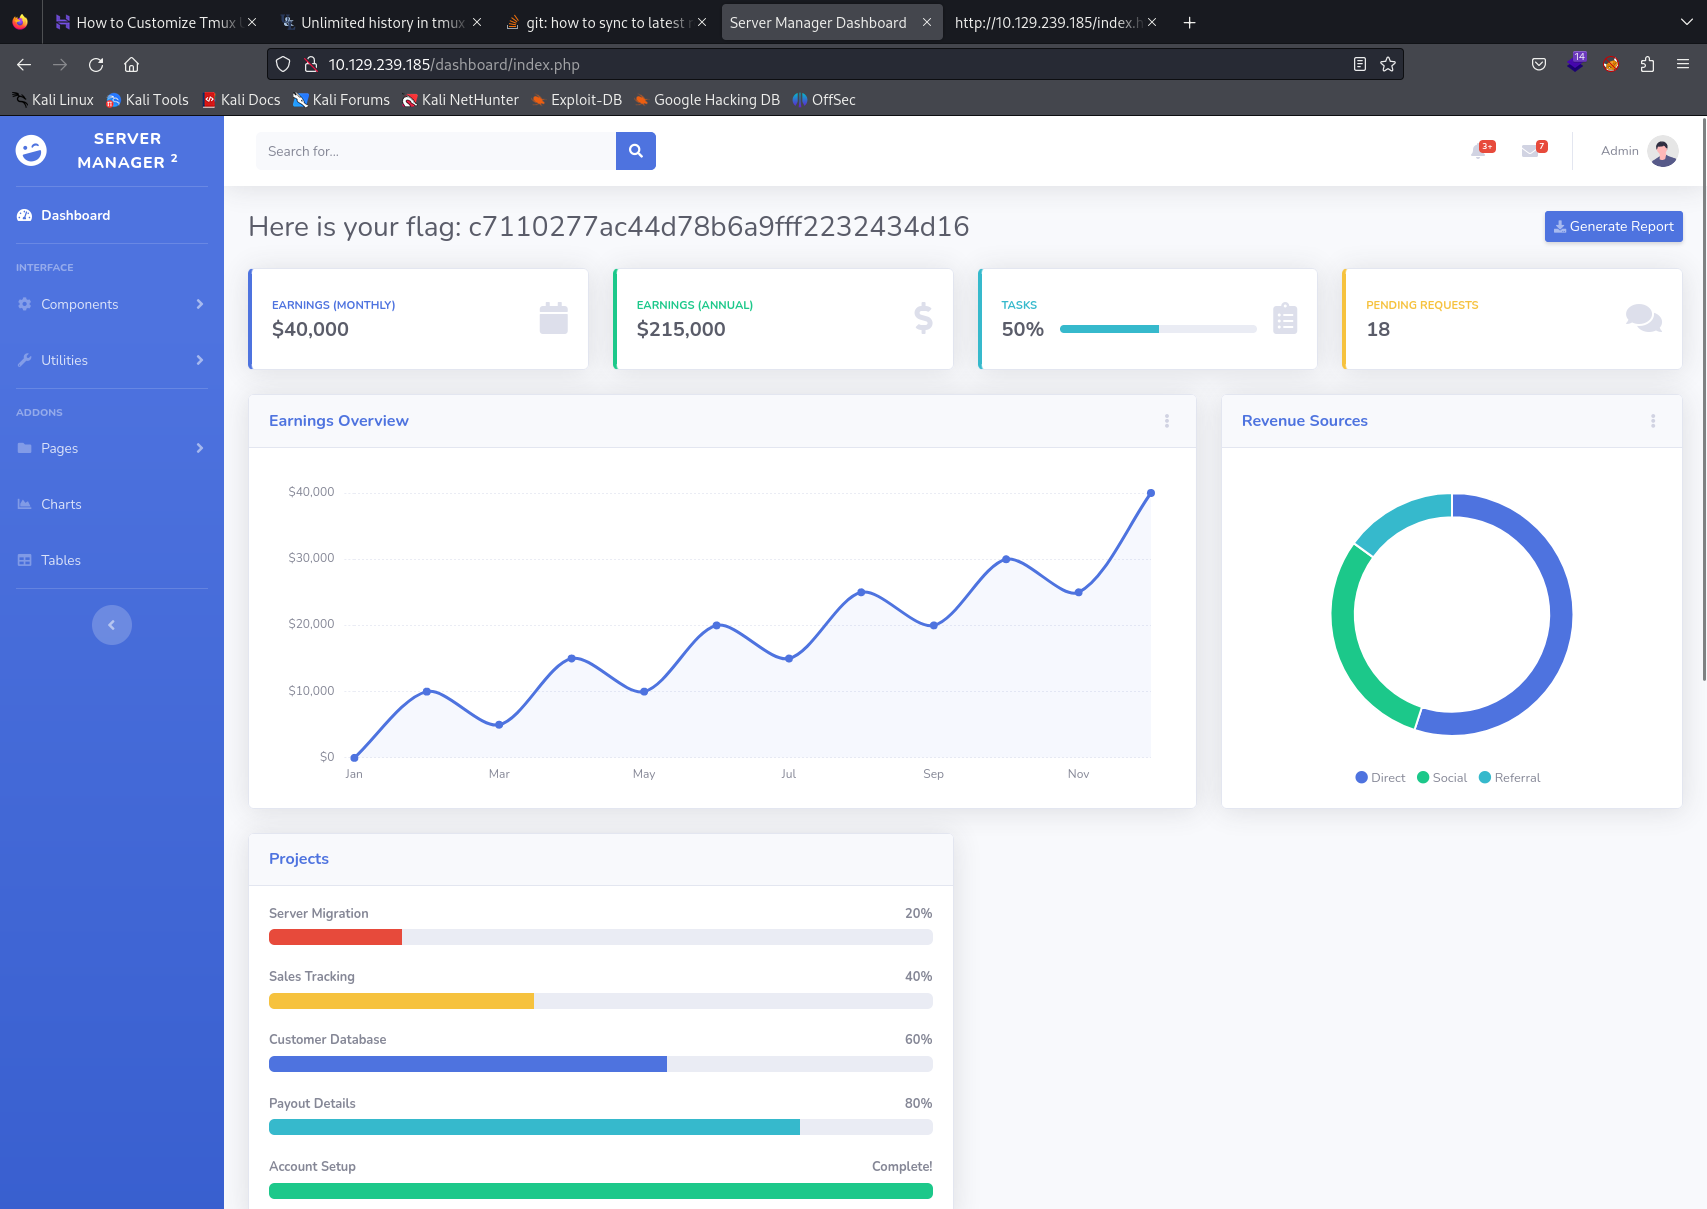 How to Customize Tmux
Unlimited history in tmux
git: how to sync to latest
Server Manager Dashboard
http://10.129.239.185/index.h
10.129.239.185/dashboard/index.php
14
Kali Linux
Kali Tools
Kali Docs
Kali Forums
Kali NetHunter
Exploit-DB
Google Hacking DB
OffSec
SERVER
MANAGER 2
Dashboard
INTERFACE
Components
Utilities
ADDONS
Pages
Charts
Tables
Search for...
3+
7
Admin
Here is your flag: c7110277ac44d78b6a9fff2232434d16
Generate Report
EARNINGS (MONTHLY)
$40,000
EARNINGS (ANNUAL)
$215,000
TASKS
50%
PENDING REQUESTS
18
Earnings Overview
$40,000
$30,000
$20,000
$10,000
$0
Jan
Mar
May
Jul
Sep
Nov
Revenue Sources
Direct
Social
Referral
Projects
Server Migration 20%
Sales Tracking 40%
Customer Database 60%
Payout Details 80%
Account Setup Complete!